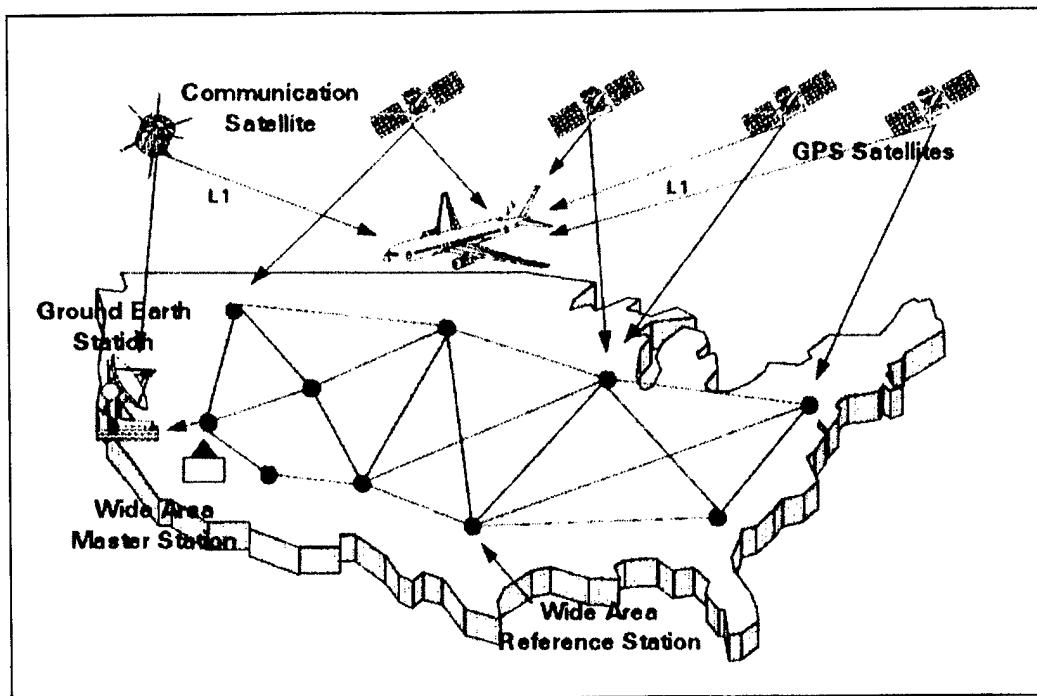 Communication
Satellite
GPS Satellites
L1
L1
Ground Earth
Station
Wide Area
Master Station
Wide Area
Reference Station